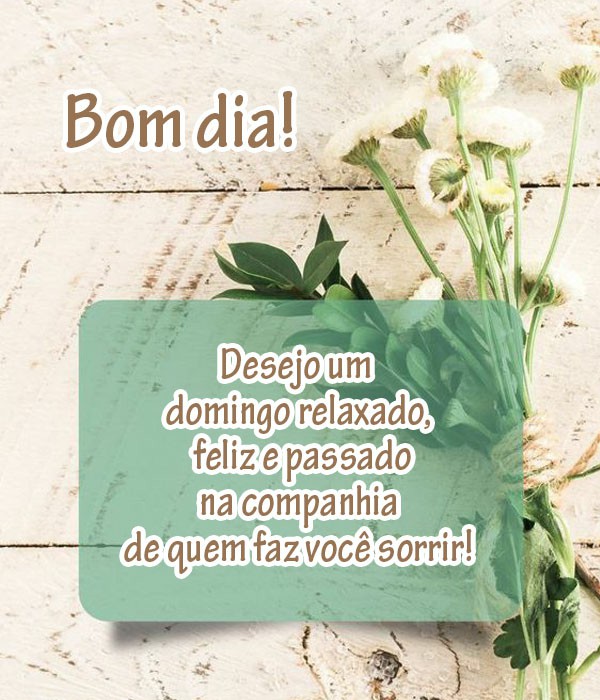 Bom dia!
Desejo um
domingo relaxado,
feliz e passado
na companhia
de quem faz você sorrir!